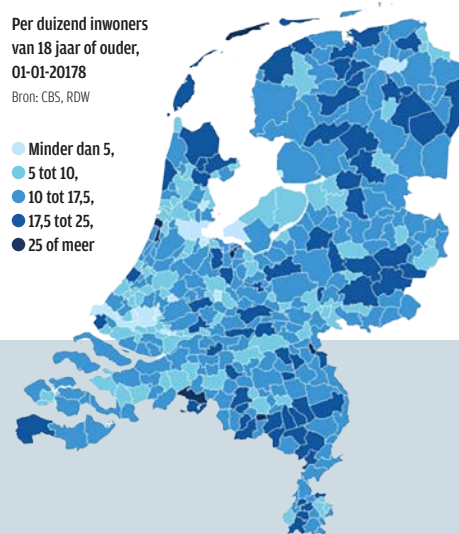 Per duizend inwoners
van 18 jaar of ouder,
01-01-20178
Bron: CBS, RDW
Minder dan 5,
5 tot 10,
10 tot 17,5,
17,5 tot 25,
25 of meer